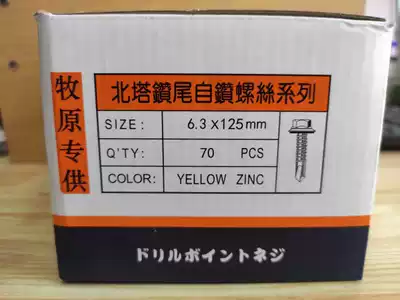 牧原专供
北塔鑽尾自鑽螺絲系列
SIZE: 6.3 X125mm
Q'TY: 70 PCS
COLOR: YELLOW ZINC
ドリルポイントネジ